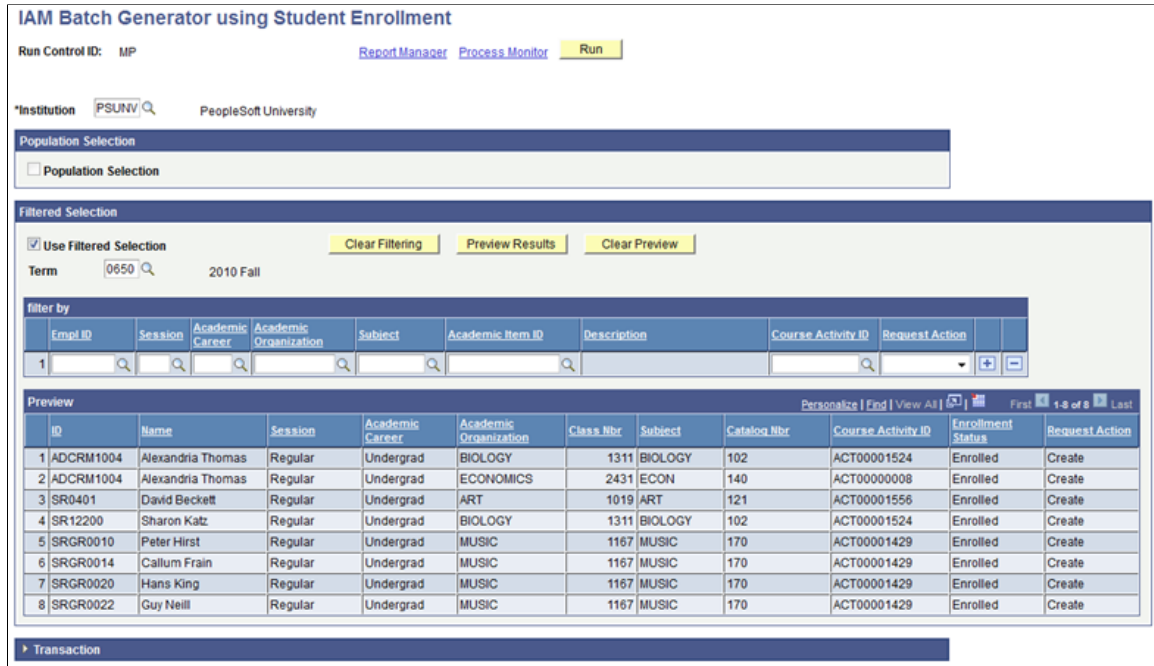 IAM Batch Generator using Student Enrollment
Run Control ID: MP Report Manager Process Monitor Run
*Institution PSUNV PeopleSoft University
Population Selection
Population Selection
Filtered Selection
Use Filtered Selection Clear Filtering Preview Results Clear Preview
Term 0650 2010 Fall
filter by
Empl ID Session Academic Career Academic Organization Subject Academic Item ID Description Course Activity ID Request Action
1
Preview Personalize | Find | View All | First 1-8 of 8 Last
ID Name Session Academic Career Academic Organization Class Nbr Subject Catalog Nbr Course Activity ID Enrollment Status Request Action
1 ADCRM1004 Alexandria Thomas Regular Undergrad BIOLOGY 1311 BIOLOGY 102 ACT00001524 Enrolled Create
2 ADCRM1004 Alexandria Thomas Regular Undergrad ECONOMICS 2431 ECON 140 ACT00000008 Enrolled Create
3 SR0401 David Beckett Regular Undergrad ART 1019 ART 121 ACT00001556 Enrolled Create
4 SR12200 Sharon Katz Regular Undergrad BIOLOGY 1311 BIOLOGY 102 ACT00001524 Enrolled Create
5 SRGR0010 Peter Hirst Regular Undergrad MUSIC 1167 MUSIC 170 ACT00001429 Enrolled Create
6 SRGR0014 Callum Frain Regular Undergrad MUSIC 1167 MUSIC 170 ACT00001429 Enrolled Create
7 SRGR0020 Hans King Regular Undergrad MUSIC 1167 MUSIC 170 ACT00001429 Enrolled Create
8 SRGR0022 Guy Neill Regular Undergrad MUSIC 1167 MUSIC 170 ACT00001429 Enrolled Create
Transaction